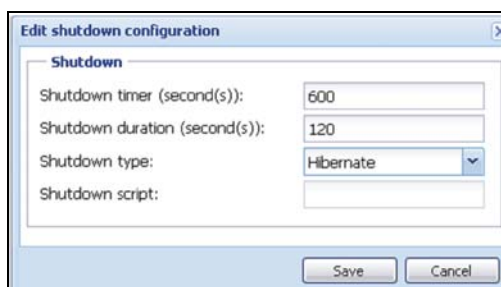 Edit shutdown configuration
Shutdown
Shutdown timer (second(s)): 600
Shutdown duration (second(s)): 120
Shutdown type: Hibernate
Shutdown script:
Save Cancel